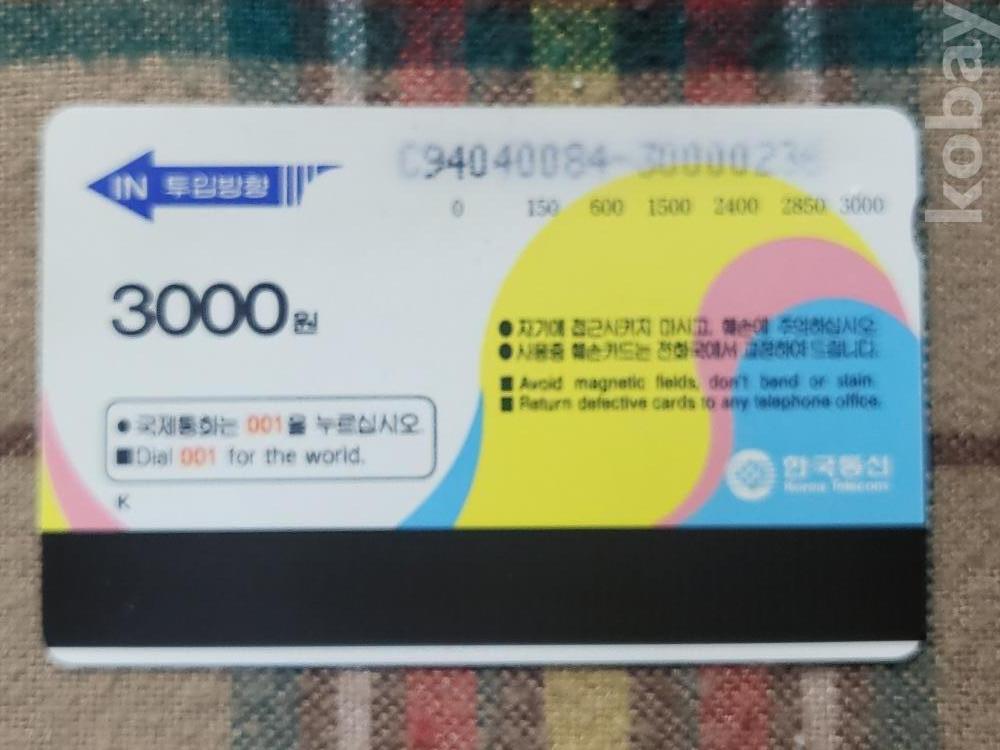 IN 투입방향
C94040084-30000236
0 150 600 1500 2400 2850 3000
3000원
● 자기에 접근시키지 마시고, 훼손에 주의하십시오.
● 사용중 훼손카드는 전화국에서 교환하여 드립니다.
■ Avoid magnetic fields, don't bend or stain.
■ Return defective cards to any telephone office.
● 국제통화는 001을 누르십시오.
■ Dial 001 for the world.
K
한국통신
Korea Telecom
kobay